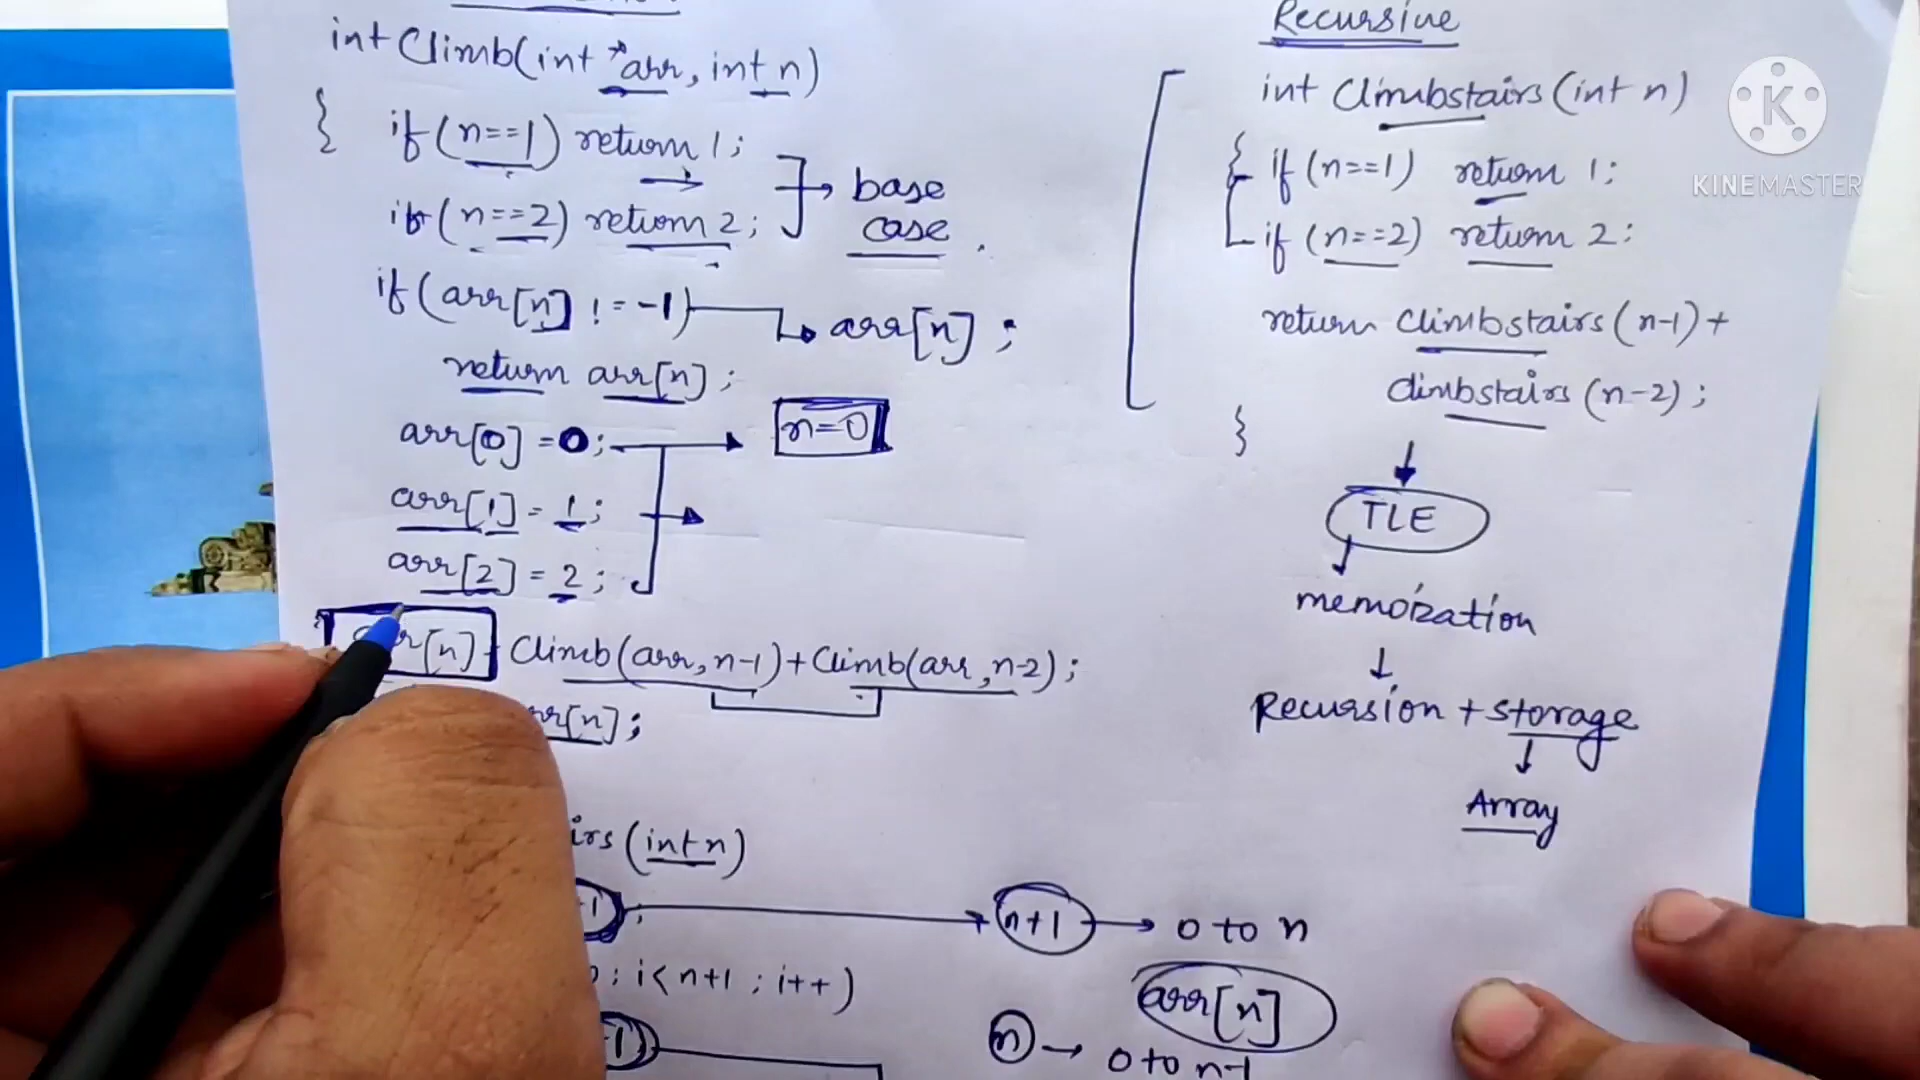 int Climb(int *arr, int n)
{ if (n==1) return 1;
if (n==2) return 2;
base
case
if (arr[n] != -1)
arr[n] ;
return arr[n] ;
arr[0] = 0;
n=0
arr[1] = 1;
arr[2] = 2;
[n] = Climb(arr, n-1) + Climb(arr, n-2);
arr[n];
irs (int n)
n+1
0 to n
; i< n+1 ; i++)
arr[n]
n
0 to n-1
Recursive
int Climbstairs (int n)
{ if (n==1) return 1;
if (n==2) return 2;
return Climbstairs (n-1) +
Climbstairs (n-2) ;
}
TLE
memoization
Recursion + storage
Array
K
KINEMASTER